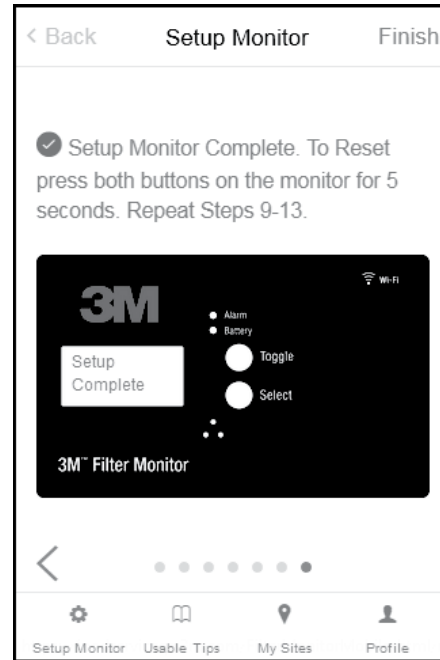 < Back Setup Monitor Finish
Setup Monitor Complete. To Reset
press both buttons on the monitor for 5
seconds. Repeat Steps 9-13.
Wi-Fi
3M
Alarm
Battery
Setup
Complete
Toggle
Select
3M™ Filter Monitor
Setup Monitor Usable Tips My Sites Profile